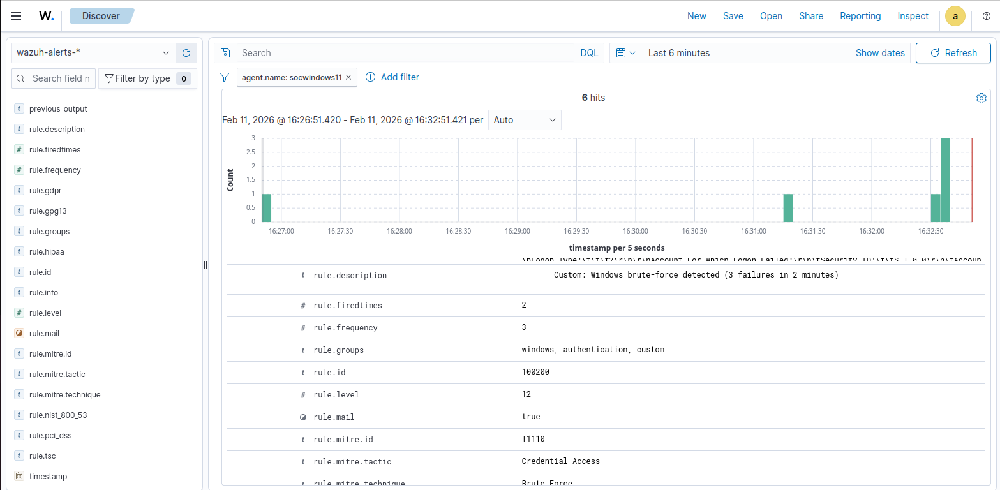 W.
Discover
New Save Open Share Reporting Inspect
a
wazuh-alerts-*
Search field n
Filter by type 0
t previous_output
t rule.description
# rule.firedtimes
# rule.frequency
t rule.gdpr
t rule.gpg13
t rule.groups
t rule.hipaa
t rule.id
t rule.info
# rule.level
rule.mail
t rule.mitre.id
t rule.mitre.tactic
t rule.mitre.technique
t rule.nist_800_53
t rule.pci_dss
t rule.tsc
timestamp
Search DQL
Last 6 minutes Show dates
Refresh
agent.name: socwindows11 ×
Add filter
6 hits
Feb 11, 2026 @ 16:26:51.420 - Feb 11, 2026 @ 16:32:51.421 per Auto
Count
3
2.5
2
1.5
1
0.5
0
16:27:00 16:27:30 16:28:00 16:28:30 16:29:00 16:29:30 16:30:00 16:30:30 16:31:00 16:31:30 16:32:00 16:32:30
timestamp per 5 seconds
\nLogon Type:\t\t\t2\r\n\r\nAccount For Which Logon Failed:\r\n\tSecurity ID:\t\tS-1-0-0\r\n\tAccoun
t rule.description Custom: Windows brute-force detected (3 failures in 2 minutes)
# rule.firedtimes 2
# rule.frequency 3
t rule.groups windows, authentication, custom
t rule.id 100200
# rule.level 12
rule.mail true
t rule.mitre.id T1110
t rule.mitre.tactic Credential Access
t rule.mitre.technique Brute Force